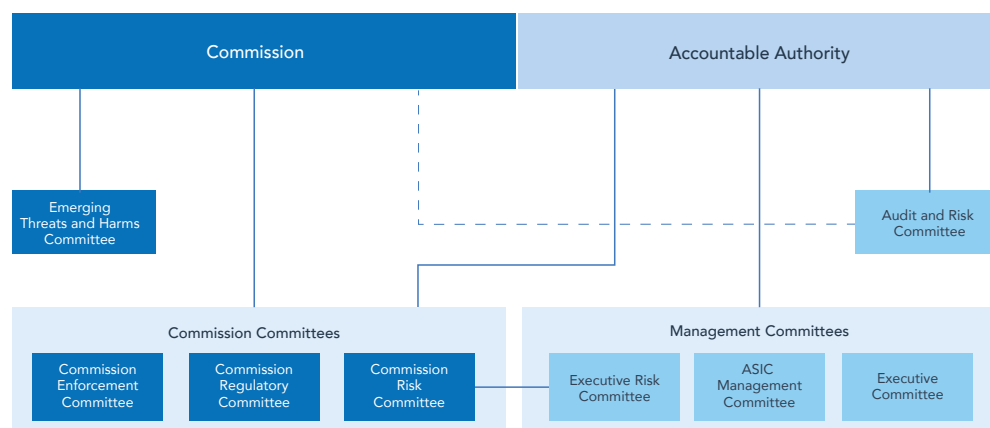 Commission
Accountable Authority
Emerging
Threats and Harms
Committee
Audit and Risk
Committee
Commission Committees
Commission
Enforcement
Committee
Commission
Regulatory
Committee
Commission
Risk
Committee
Management Committees
Executive Risk
Committee
ASIC
Management
Committee
Executive
Committee